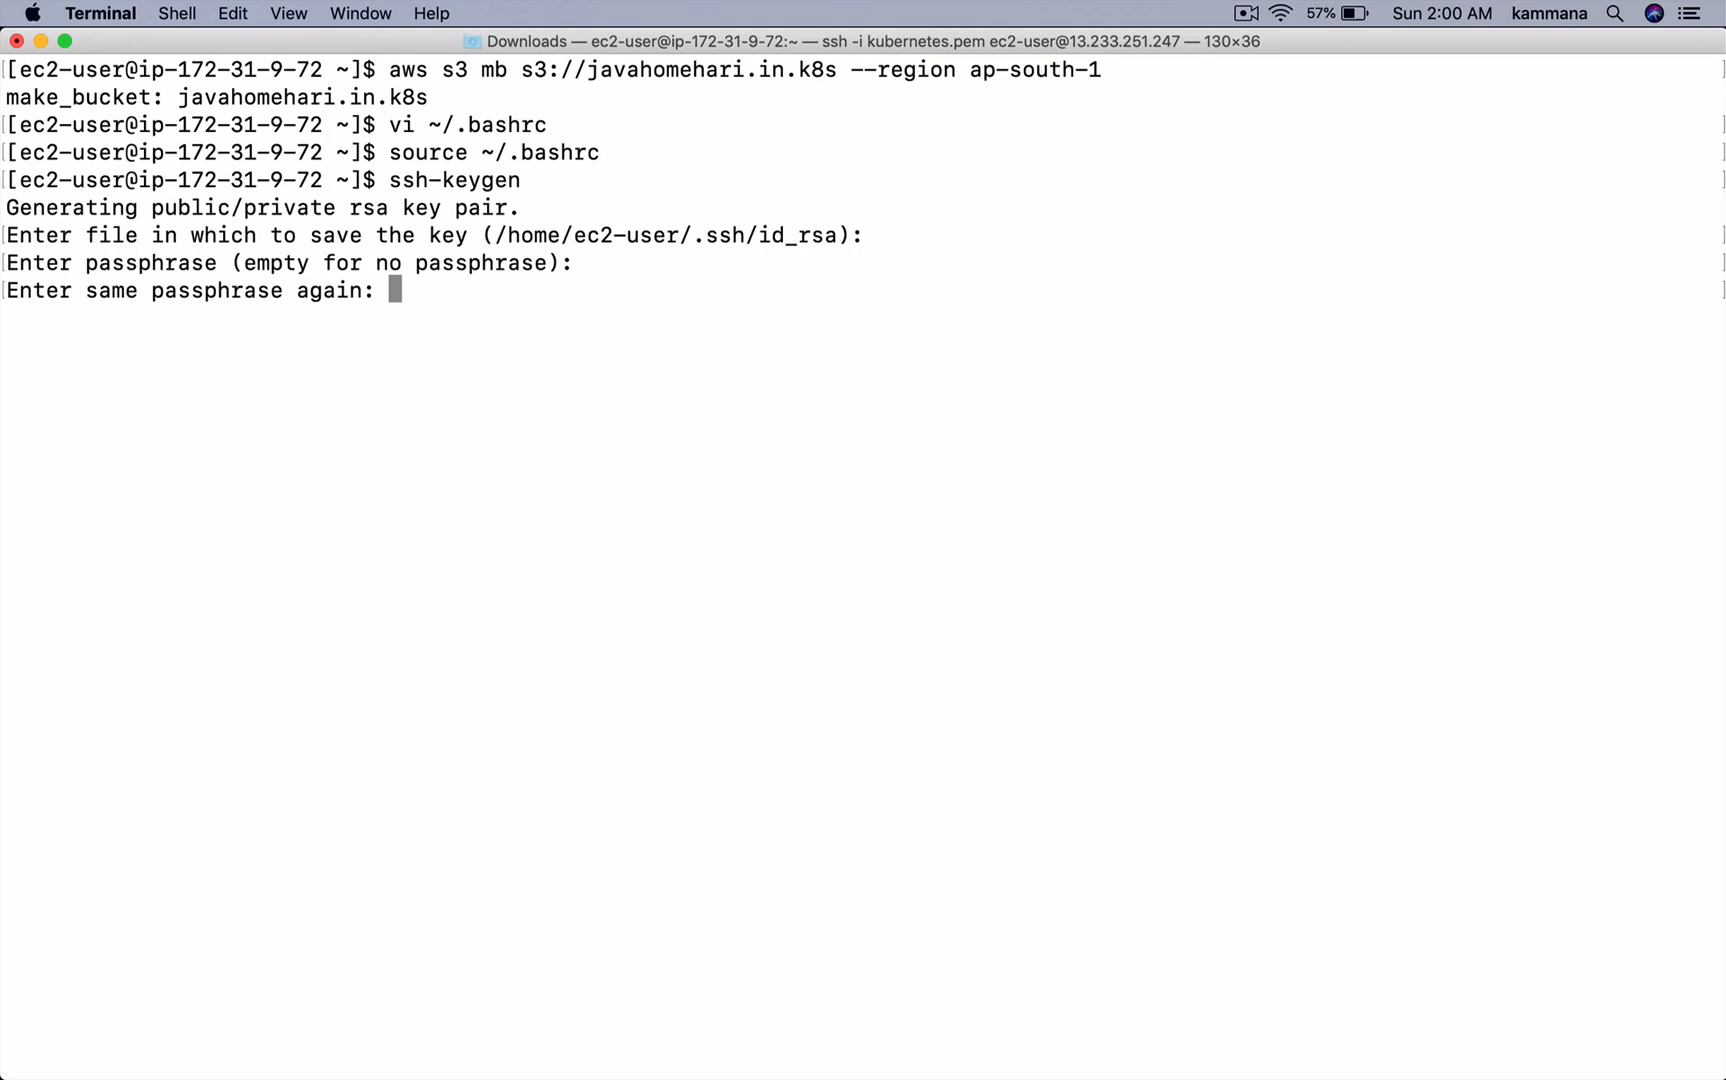 Terminal Shell Edit View Window Help 57% Sun 2:00 AM kammana
Downloads — ec2-user@ip-172-31-9-72:~ — ssh -i kubernetes.pem ec2-user@13.233.251.247 — 130×36
[ec2-user@ip-172-31-9-72 ~]$ aws s3 mb s3://javahomehari.in.k8s --region ap-south-1
make_bucket: javahomehari.in.k8s
[ec2-user@ip-172-31-9-72 ~]$ vi ~/.bashrc
[ec2-user@ip-172-31-9-72 ~]$ source ~/.bashrc
[ec2-user@ip-172-31-9-72 ~]$ ssh-keygen
Generating public/private rsa key pair.
Enter file in which to save the key (/home/ec2-user/.ssh/id_rsa):
Enter passphrase (empty for no passphrase):
Enter same passphrase again: